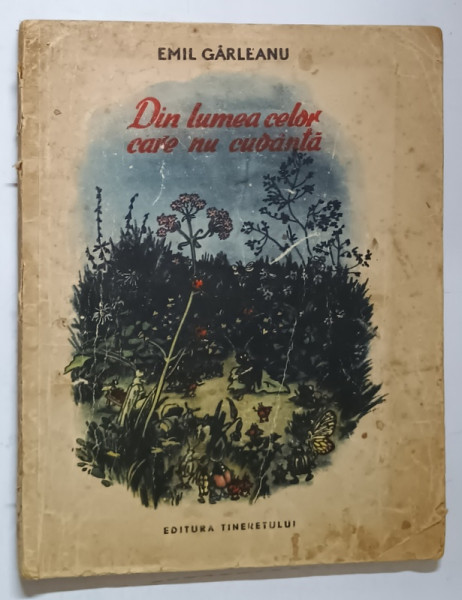 EMIL GÂRLEANU
Din lumea celor
care nu cuvântă
EDITURA TINERETULUI